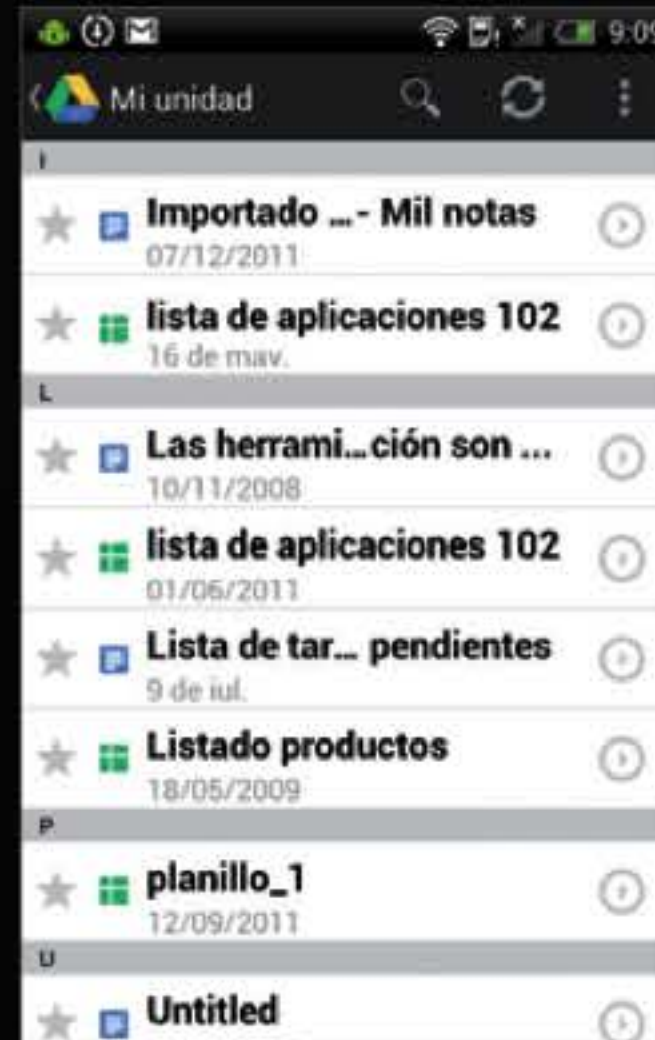 9:09
Mi unidad
I
Importado ...- Mil notas
07/12/2011
lista de aplicaciones 102
16 de may.
L
Las herrami...ción son ...
10/11/2008
lista de aplicaciones 102
01/06/2011
Lista de tar... pendientes
9 de jul.
Listado productos
18/05/2009
P
planillo_1
12/09/2011
U
Untitled